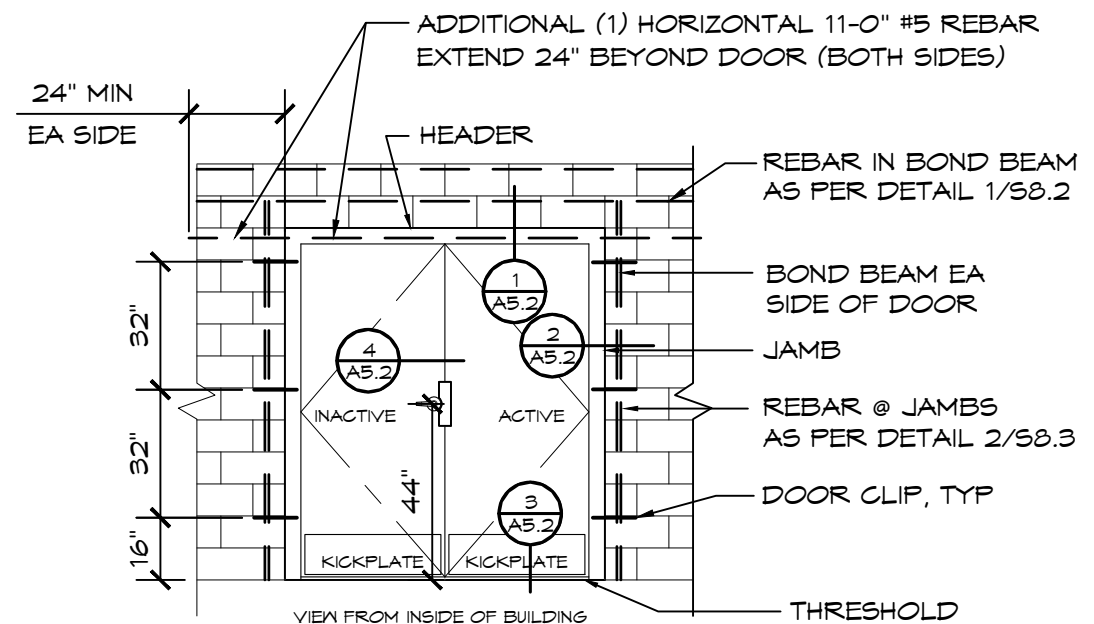 ADDITIONAL (1) HORIZONTAL 11-0" #5 REBAR
EXTEND 24" BEYOND DOOR (BOTH SIDES)
24" MIN
EA SIDE
HEADER
REBAR IN BOND BEAM
AS PER DETAIL 1/S8.2
BOND BEAM EA
SIDE OF DOOR
JAMB
REBAR @ JAMBS
AS PER DETAIL 2/S8.3
DOOR CLIP, TYP
THRESHOLD
32"
32"
16"
1
A5.2
2
A5.2
4
A5.2
INACTIVE
ACTIVE
44"
3
A5.2
KICKPLATE
KICKPLATE
VIEW FROM INSIDE OF BUILDING